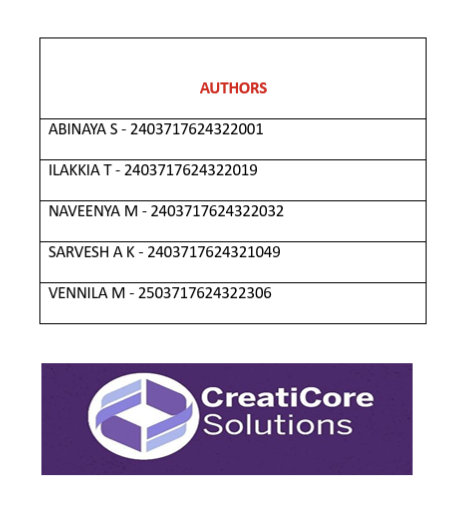 AUTHORS
ABINAYA S - 2403717624322001
ILAKKIA T - 2403717624322019
NAVEENYA M - 2403717624322032
SARVESH A K - 2403717624321049
VENNILA M - 2503717624322306
CreatiCore
Solutions